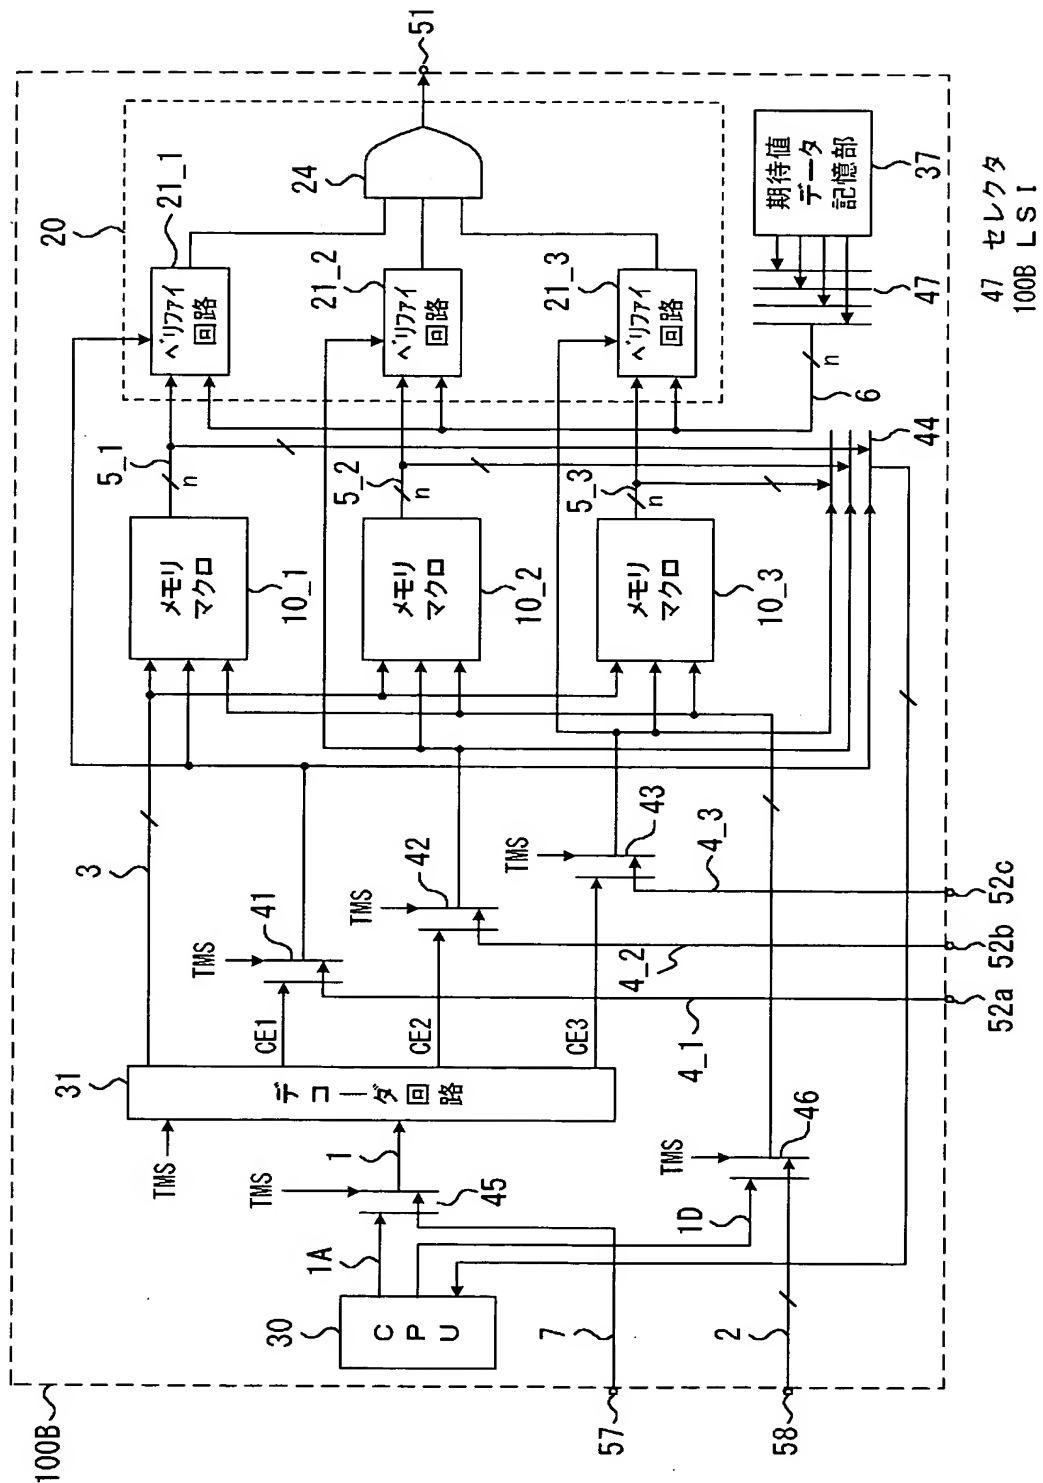 100B
20
21_1
ベリファイ
回路
24
51
21_2
ベリファイ
回路
21_3
ベリファイ
回路
期待値
データ
記憶部
37
47
n
6
44
5_1
n
5_2
n
5_3
n
メモリ
マクロ
10_1
メモリ
マクロ
10_2
メモリ
マクロ
10_3
3
TMS
41
TMS
42
TMS
43
4_3
4_2
4_1
52a
52b
52c
31
CE1
CE2
CE3
デコーダ回路
TMS
1
TMS
45
TMS
46
1A
1D
30
CPU
7
2
57
58
47 セレクタ
100B LSI